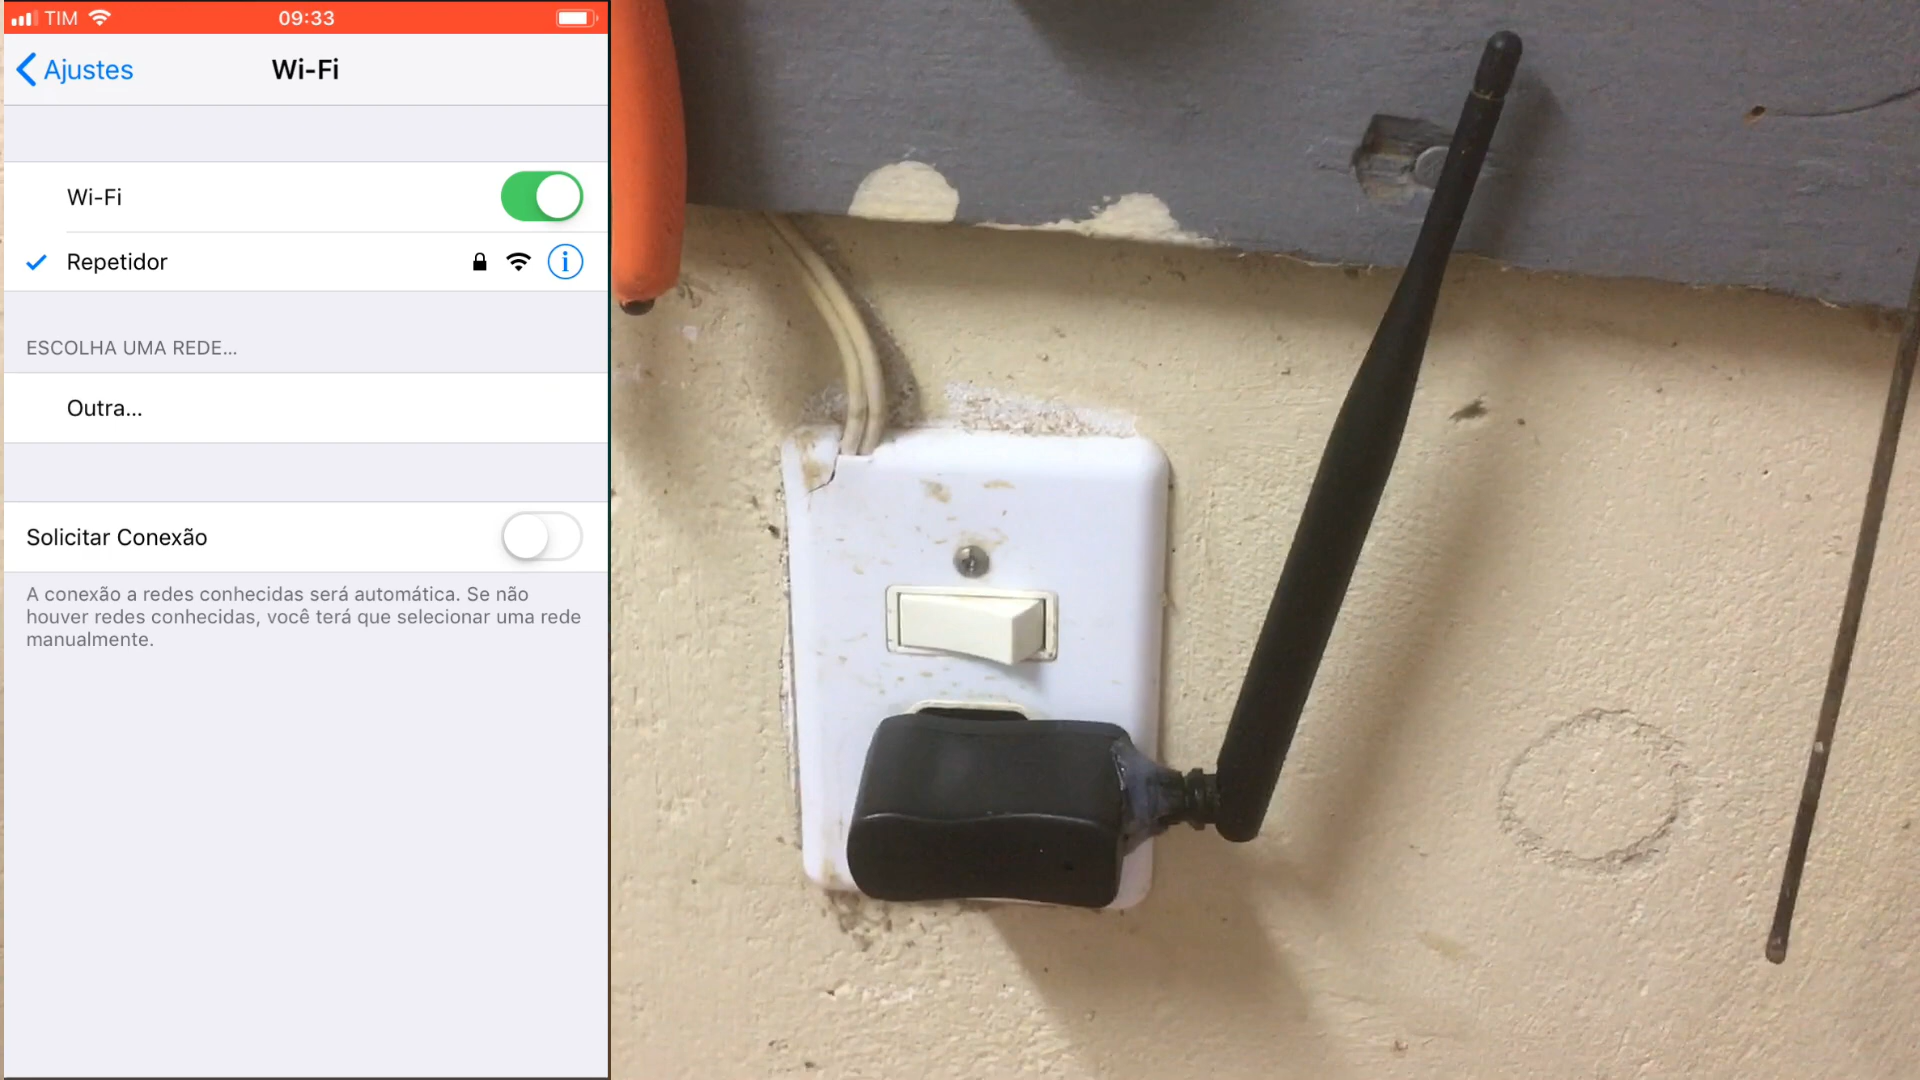 TIM 09:33
Ajustes Wi-Fi
Wi-Fi
Repetidor
ESCOLHA UMA REDE...
Outra...
Solicitar Conexão
A conexão a redes conhecidas será automática. Se não
houver redes conhecidas, você terá que selecionar uma rede
manualmente.